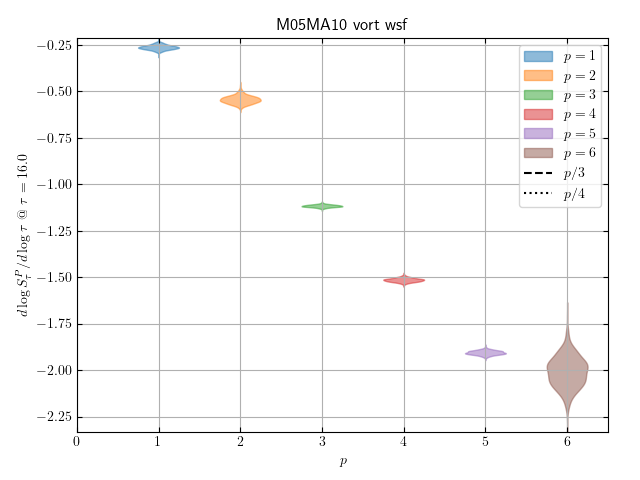 M05MA10 vort wsf
−0.25
−0.50
−0.75
−1.00
−1.25
−1.50
−1.75
−2.00
−2.25
d log S_τ^P / d log τ @ τ = 16.0
0 1 2 3 4 5 6
p
p = 1
p = 2
p = 3
p = 4
p = 5
p = 6
p/3
p/4